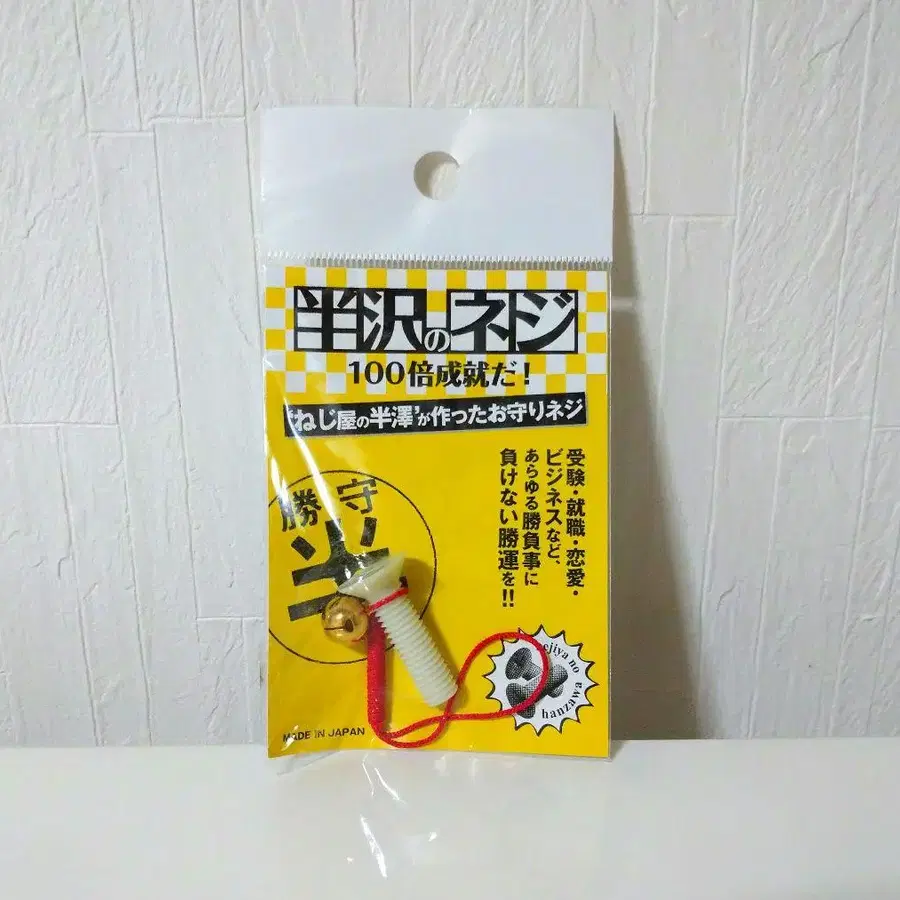 半沢のネジ
100倍成就だ!
“ねじ屋の半澤”が作ったお守りネジ
受験・就職・恋愛・
ビジネスなど、
あらゆる勝負事に
負けない勝運を!!
勝守
半
ejiya no
hanzawa
MADE IN JAPAN